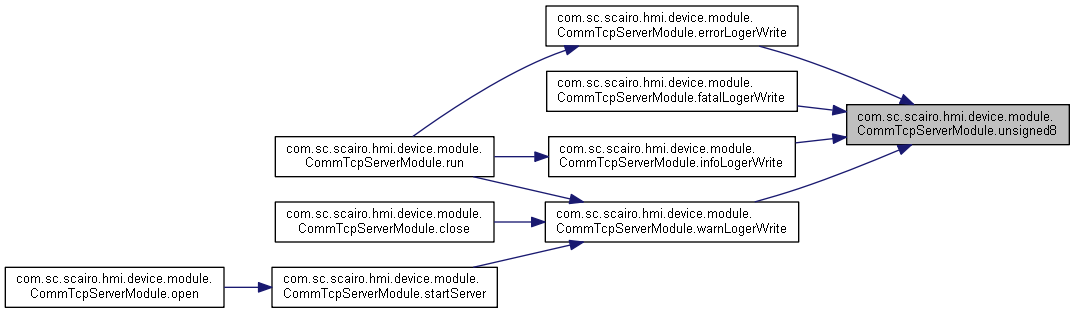 com.sc.scairo.hmi.device.module.
CommTcpServerModule.errorLogerWrite
com.sc.scairo.hmi.device.module.
CommTcpServerModule.fatalLogerWrite
com.sc.scairo.hmi.device.module.
CommTcpServerModule.unsigned8
com.sc.scairo.hmi.device.module.
CommTcpServerModule.run
com.sc.scairo.hmi.device.module.
CommTcpServerModule.infoLogerWrite
com.sc.scairo.hmi.device.module.
CommTcpServerModule.close
com.sc.scairo.hmi.device.module.
CommTcpServerModule.warnLogerWrite
com.sc.scairo.hmi.device.module.
CommTcpServerModule.open
com.sc.scairo.hmi.device.module.
CommTcpServerModule.startServer